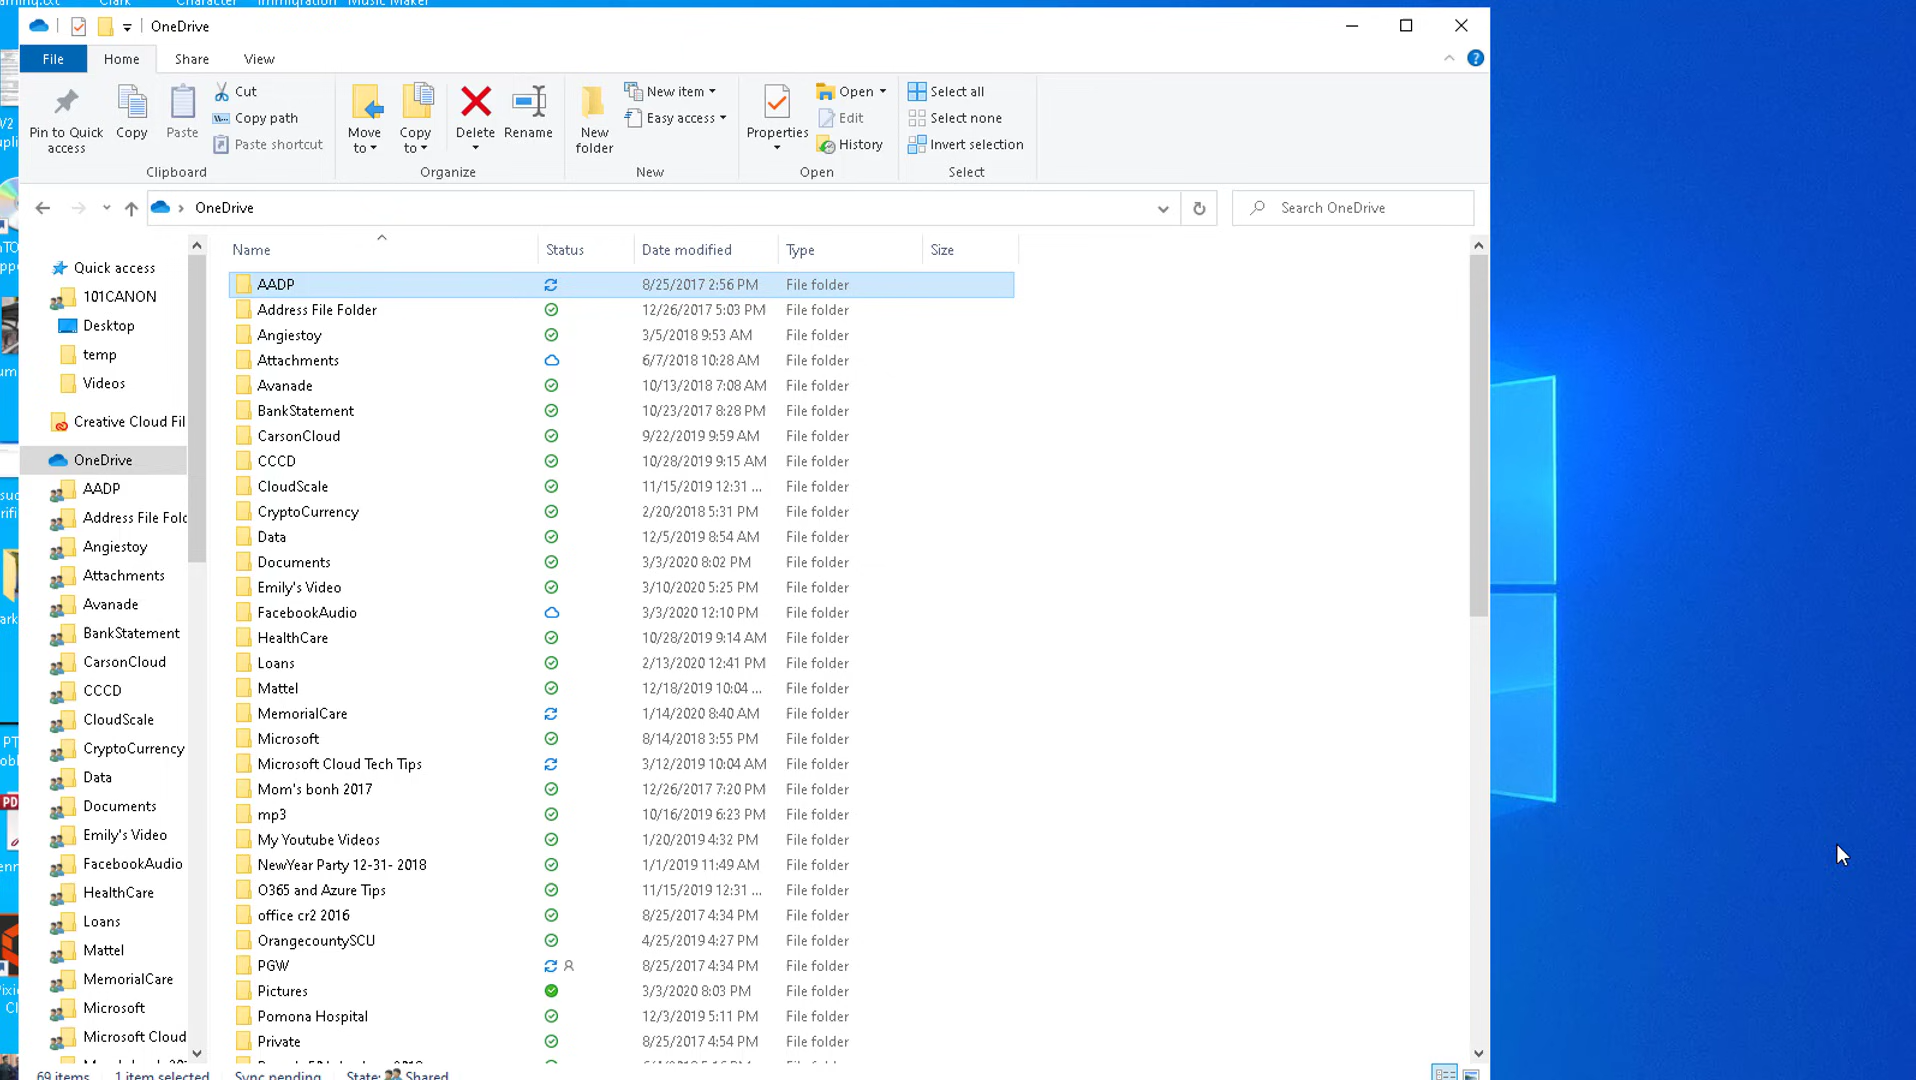 Clark Character Immigration Music Maker
OneDrive
File Home Share View
Pin to Quick access
Copy
Paste
Cut
Copy path
Paste shortcut
Clipboard
Move to
Copy to
Delete
Rename
Organize
New folder
New item
Easy access
New
Properties
Open
Edit
History
Open
Select all
Select none
Invert selection
Select
OneDrive
Search OneDrive
Quick access
101CANON
Desktop
temp
Videos
Creative Cloud Fil
OneDrive
AADP
Address File Fold
Angiestoy
Attachments
Avanade
BankStatement
CarsonCloud
CCCD
CloudScale
CryptoCurrency
Data
Documents
Emily's Video
FacebookAudio
HealthCare
Loans
Mattel
MemorialCare
Microsoft
Microsoft Cloud
Name Status Date modified Type Size
AADP 8/25/2017 2:56 PM File folder
Address File Folder 12/26/2017 5:03 PM File folder
Angiestoy 3/5/2018 9:53 AM File folder
Attachments 6/7/2018 10:28 AM File folder
Avanade 10/13/2018 7:08 AM File folder
BankStatement 10/23/2017 8:28 PM File folder
CarsonCloud 9/22/2019 9:59 AM File folder
CCCD 10/28/2019 9:15 AM File folder
CloudScale 11/15/2019 12:31 ... File folder
CryptoCurrency 2/20/2018 5:31 PM File folder
Data 12/5/2019 8:54 AM File folder
Documents 3/3/2020 8:02 PM File folder
Emily's Video 3/10/2020 5:25 PM File folder
FacebookAudio 3/3/2020 12:10 PM File folder
HealthCare 10/28/2019 9:14 AM File folder
Loans 2/13/2020 12:41 PM File folder
Mattel 12/18/2019 10:04 ... File folder
MemorialCare 1/14/2020 8:40 AM File folder
Microsoft 8/14/2018 3:55 PM File folder
Microsoft Cloud Tech Tips 3/12/2019 10:04 AM File folder
Mom's bonh 2017 12/26/2017 7:20 PM File folder
mp3 10/16/2019 6:23 PM File folder
My Youtube Videos 1/20/2019 4:32 PM File folder
NewYear Party 12-31- 2018 1/1/2019 11:49 AM File folder
O365 and Azure Tips 11/15/2019 12:31 ... File folder
office cr2 2016 8/25/2017 4:34 PM File folder
OrangecountySCU 4/25/2019 4:27 PM File folder
PGW 8/25/2017 4:34 PM File folder
Pictures 3/3/2020 8:03 PM File folder
Pomona Hospital 12/3/2019 5:11 PM File folder
Private 8/25/2017 4:54 PM File folder
69 items 1 item selected Sync pending State: Shared